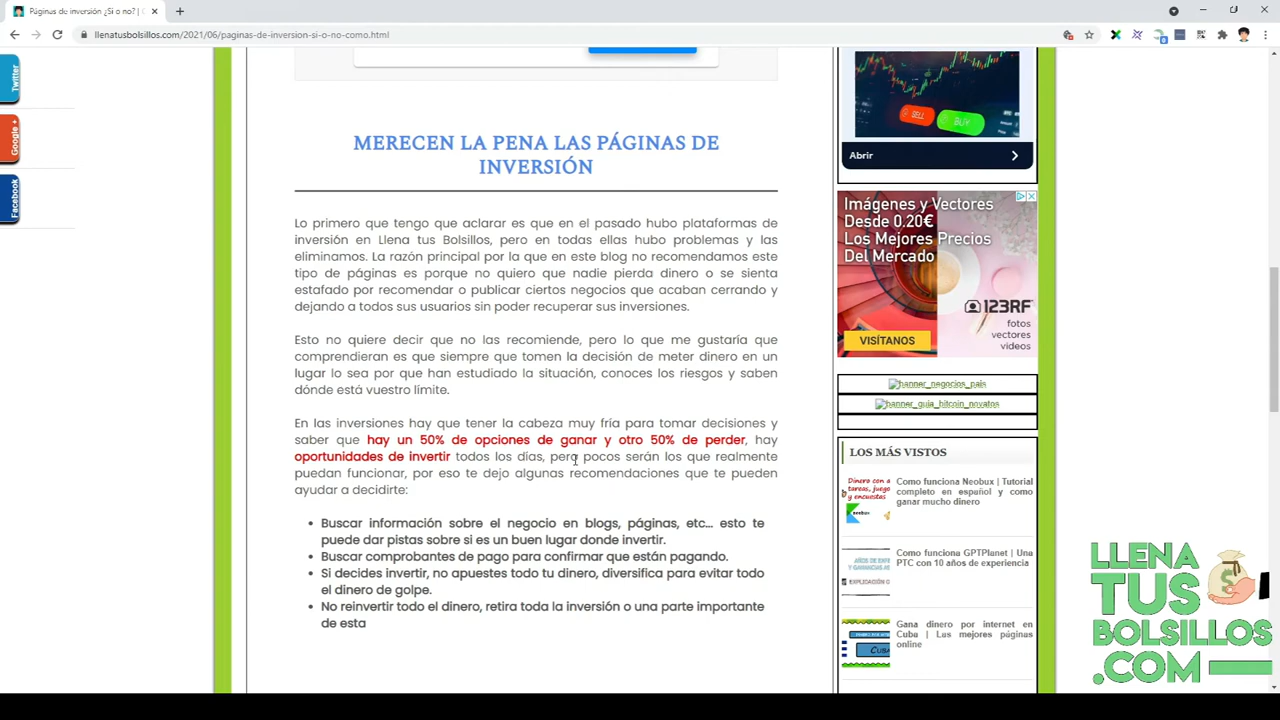 Páginas de inversión ¿Si o no? | C
llenatusbolsillos.com/2021/06/paginas-de-inversion-si-o-no-como.html
Twitter
Google +
Facebook
MERECEN LA PENA LAS PÁGINAS DE
INVERSIÓN
Lo primero que tengo que aclarar es que en el pasado hubo plataformas de
inversión en Llena tus Bolsillos, pero en todas ellas hubo problemas y las
eliminamos. La razón principal por la que en este blog no recomendamos este
tipo de páginas es porque no quiero que nadie pierda dinero o se sienta
estafado por recomendar o publicar ciertos negocios que acaban cerrando y
dejando a todos sus usuarios sin poder recuperar sus inversiones.
Esto no quiere decir que no las recomiende, pero lo que me gustaría que
comprendieran es que siempre que tomen la decisión de meter dinero en un
lugar lo sea por que han estudiado la situación, conoces los riesgos y saben
dónde está vuestro límite.
En las inversiones hay que tener la cabeza muy fría para tomar decisiones y
saber que hay un 50% de opciones de ganar y otro 50% de perder, hay
oportunidades de invertir todos los días, pero pocos serán los que realmente
puedan funcionar, por eso te dejo algunas recomendaciones que te pueden
ayudar a decidirte:
• Buscar información sobre el negocio en blogs, páginas, etc... esto te
puede dar pistas sobre si es un buen lugar donde invertir.
• Buscar comprobantes de pago para confirmar que están pagando.
• Si decides invertir, no apuestes todo tu dinero, diversifica para evitar todo
el dinero de golpe.
• No reinvertir todo el dinero, retira toda la inversión o una parte importante
de esta
SELL
BUY
Abrir
Imágenes y Vectores
Desde 0.20€
Los Mejores Precios
Del Mercado
123RF
fotos
vectores
videos
VISÍTANOS
banner_negocios_pais
banner_guia_bitcoin_novatos
LOS MÁS VISTOS
Dinero con a
tareas, juego
y encuestas
neobux
Como funciona Neobux | Tutorial
completo en español y como
ganar mucho dinero
EXPLICACIÓN C
Como funciona GPTPlanet | Una
PTC con 10 años de experiencia
Gana dinero por internet en
Cuba | Las mejores páginas
online
LLENA
TUS
BOLSILLOS
.COM